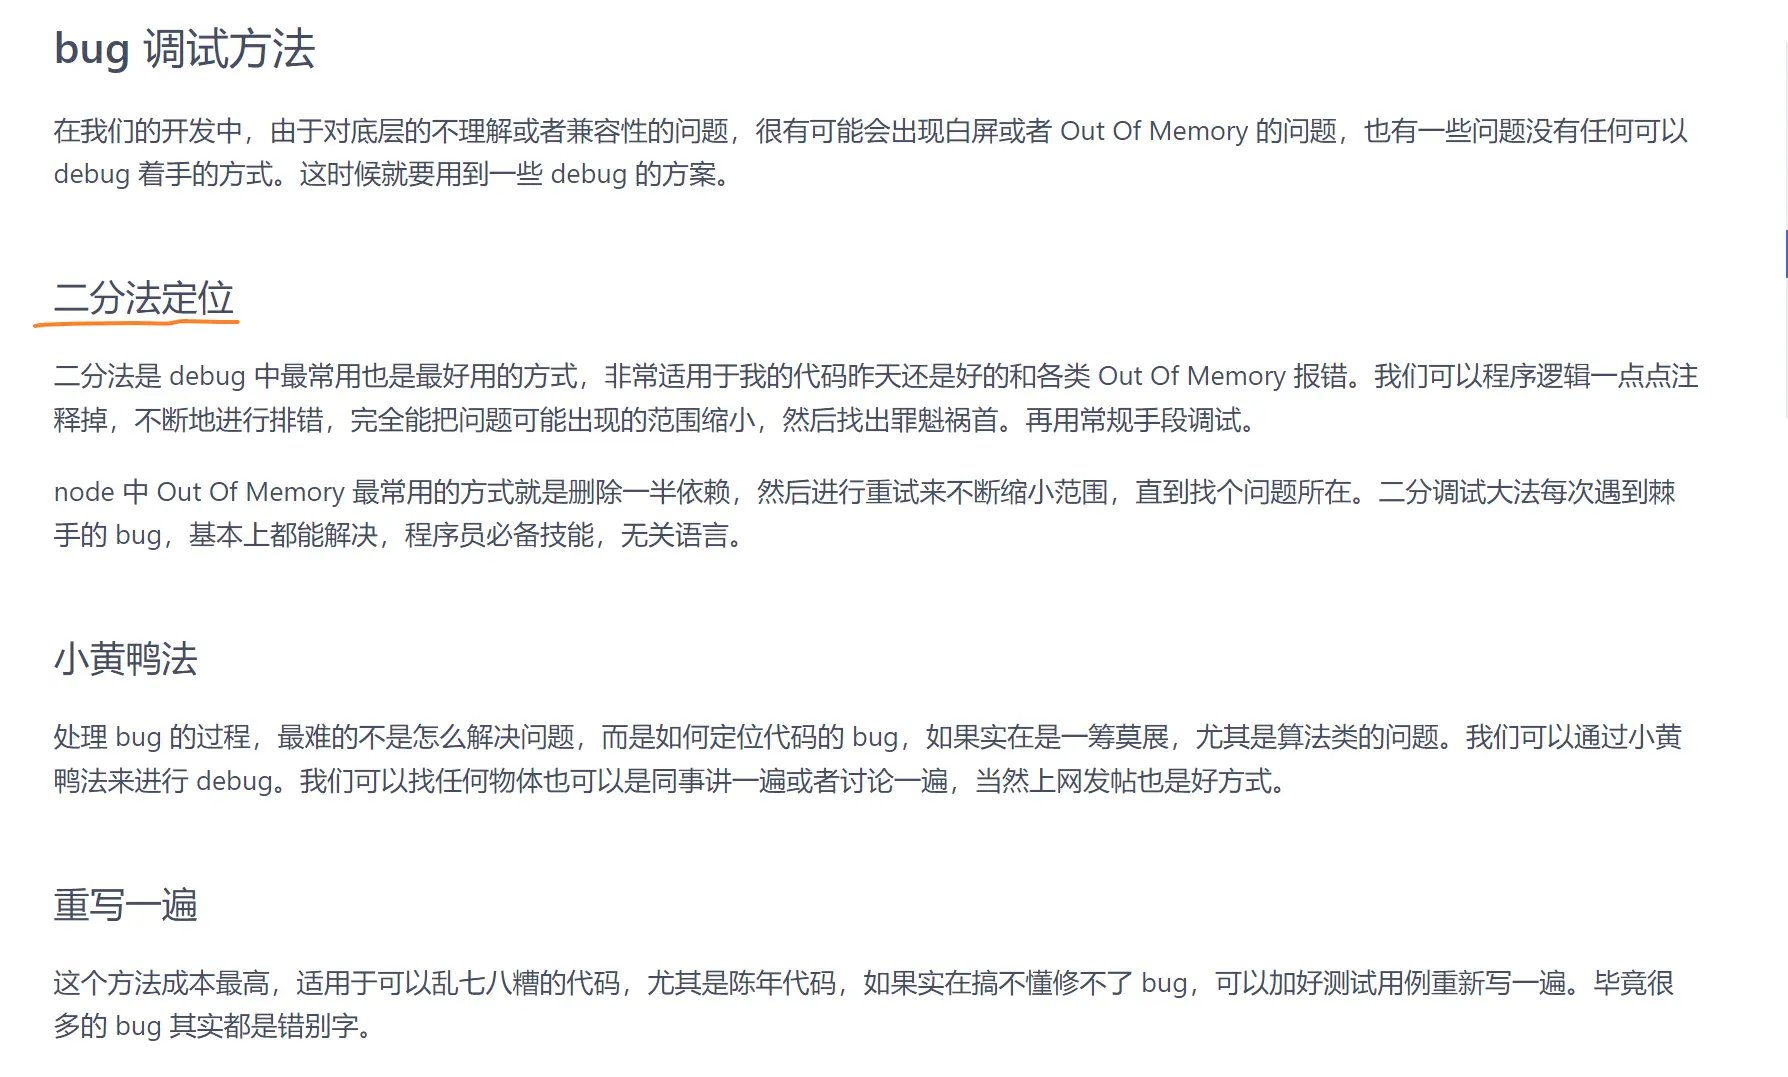 bug 调试方法
在我们的开发中，由于对底层的不理解或者兼容性的问题，很有可能会出现白屏或者 Out Of Memory 的问题，也有一些问题没有任何可以
debug 着手的方式。这时候就要用到一些 debug 的方案。
二分法定位
二分法是 debug 中最常用也是最好用的方式，非常适用于我的代码昨天还是好的和各类 Out Of Memory 报错。我们可以程序逻辑一点点注
释掉，不断地进行排错，完全能把问题可能出现的范围缩小，然后找出罪魁祸首。再用常规手段调试。
node 中 Out Of Memory 最常用的方式就是删除一半依赖，然后进行重试来不断缩小范围，直到找个问题所在。二分调试大法每次遇到棘
手的 bug，基本上都能解决，程序员必备技能，无关语言。
小黄鸭法
处理 bug 的过程，最难的不是怎么解决问题，而是如何定位代码的 bug，如果实在是一筹莫展，尤其是算法类的问题。我们可以通过小黄
鸭法来进行 debug。我们可以找任何物体也可以是同事讲一遍或者讨论一遍，当然上网发帖也是好方式。
重写一遍
这个方法成本最高，适用于可以乱七八糟的代码，尤其是陈年代码，如果实在搞不懂修不了 bug，可以加好测试用例重新写一遍。毕竟很
多的 bug 其实都是错别字。